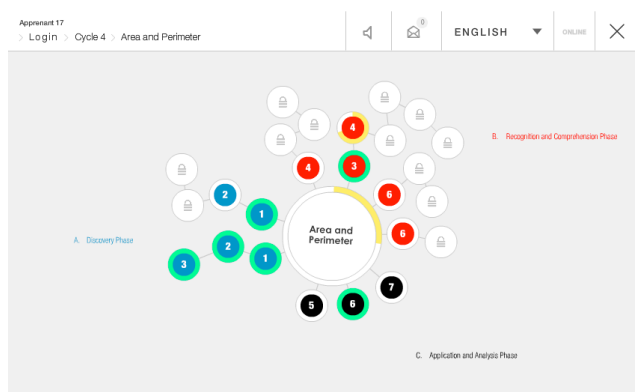 Apprenant 17
> Login > Cycle 4 > Area and Perimeter
0
ENGLISH ▼
ONLINE
4
4
3
B. Recognition and Comprehension Phase
2
6
1
Area and
Perimeter
6
A. Discovery Phase
2
1
3
7
5
6
C. Application and Analysis Phase